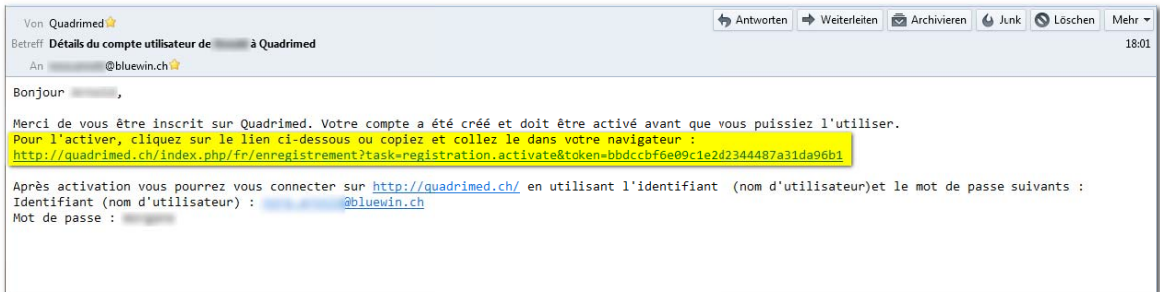 Von Quadrimed Antworten Weiterleiten Archivieren Junk Löschen Mehr
Betreff Détails du compte utilisateur de à Quadrimed 18:01
An @bluewin.ch
Bonjour ,
Merci de vous être inscrit sur Quadrimed. Votre compte a été créé et doit être activé avant que vous puissiez l'utiliser.
Pour l'activer, cliquez sur le lien ci-dessous ou copiez et collez le dans votre navigateur :
http://quadrimed.ch/index.php/fr/enregistrement?task=registration.activate&token=bbdccbf6e09c1e2d2344487a31da96b1
Après activation vous pourrez vous connecter sur http://quadrimed.ch/ en utilisant l'identifiant (nom d'utilisateur)et le mot de passe suivants :
Identifiant (nom d'utilisateur) : @bluewin.ch
Mot de passe :